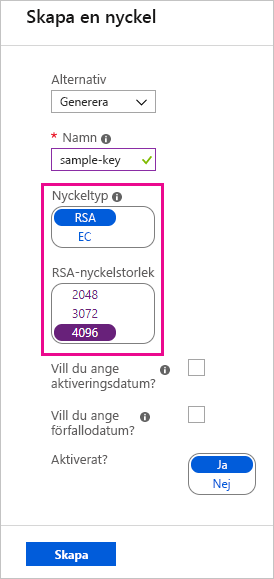 Skapa en nyckel
Alternativ
Generera
* Namn
sample-key
Nyckeltyp
RSA
EC
RSA-nyckelstorlek
2048
3072
4096
Vill du ange
aktiveringsdatum?
Vill du ange
förfallodatum?
Aktiverat?
Ja
Nej
Skapa